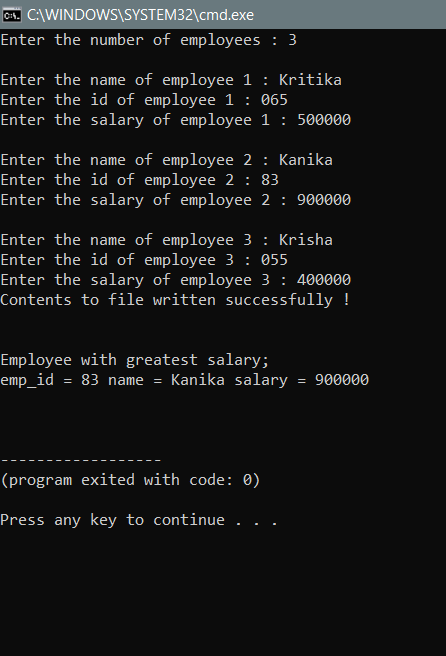 C:\WINDOWS\SYSTEM32\cmd.exe
Enter the number of employees : 3
Enter the name of employee 1 : Kritika
Enter the id of employee 1 : 065
Enter the salary of employee 1 : 500000
Enter the name of employee 2 : Kanika
Enter the id of employee 2 : 83
Enter the salary of employee 2 : 900000
Enter the name of employee 3 : Krisha
Enter the id of employee 3 : 055
Enter the salary of employee 3 : 400000
Contents to file written successfully !
Employee with greatest salary;
emp_id = 83 name = Kanika salary = 900000
------------------
(program exited with code: 0)
Press any key to continue . . .